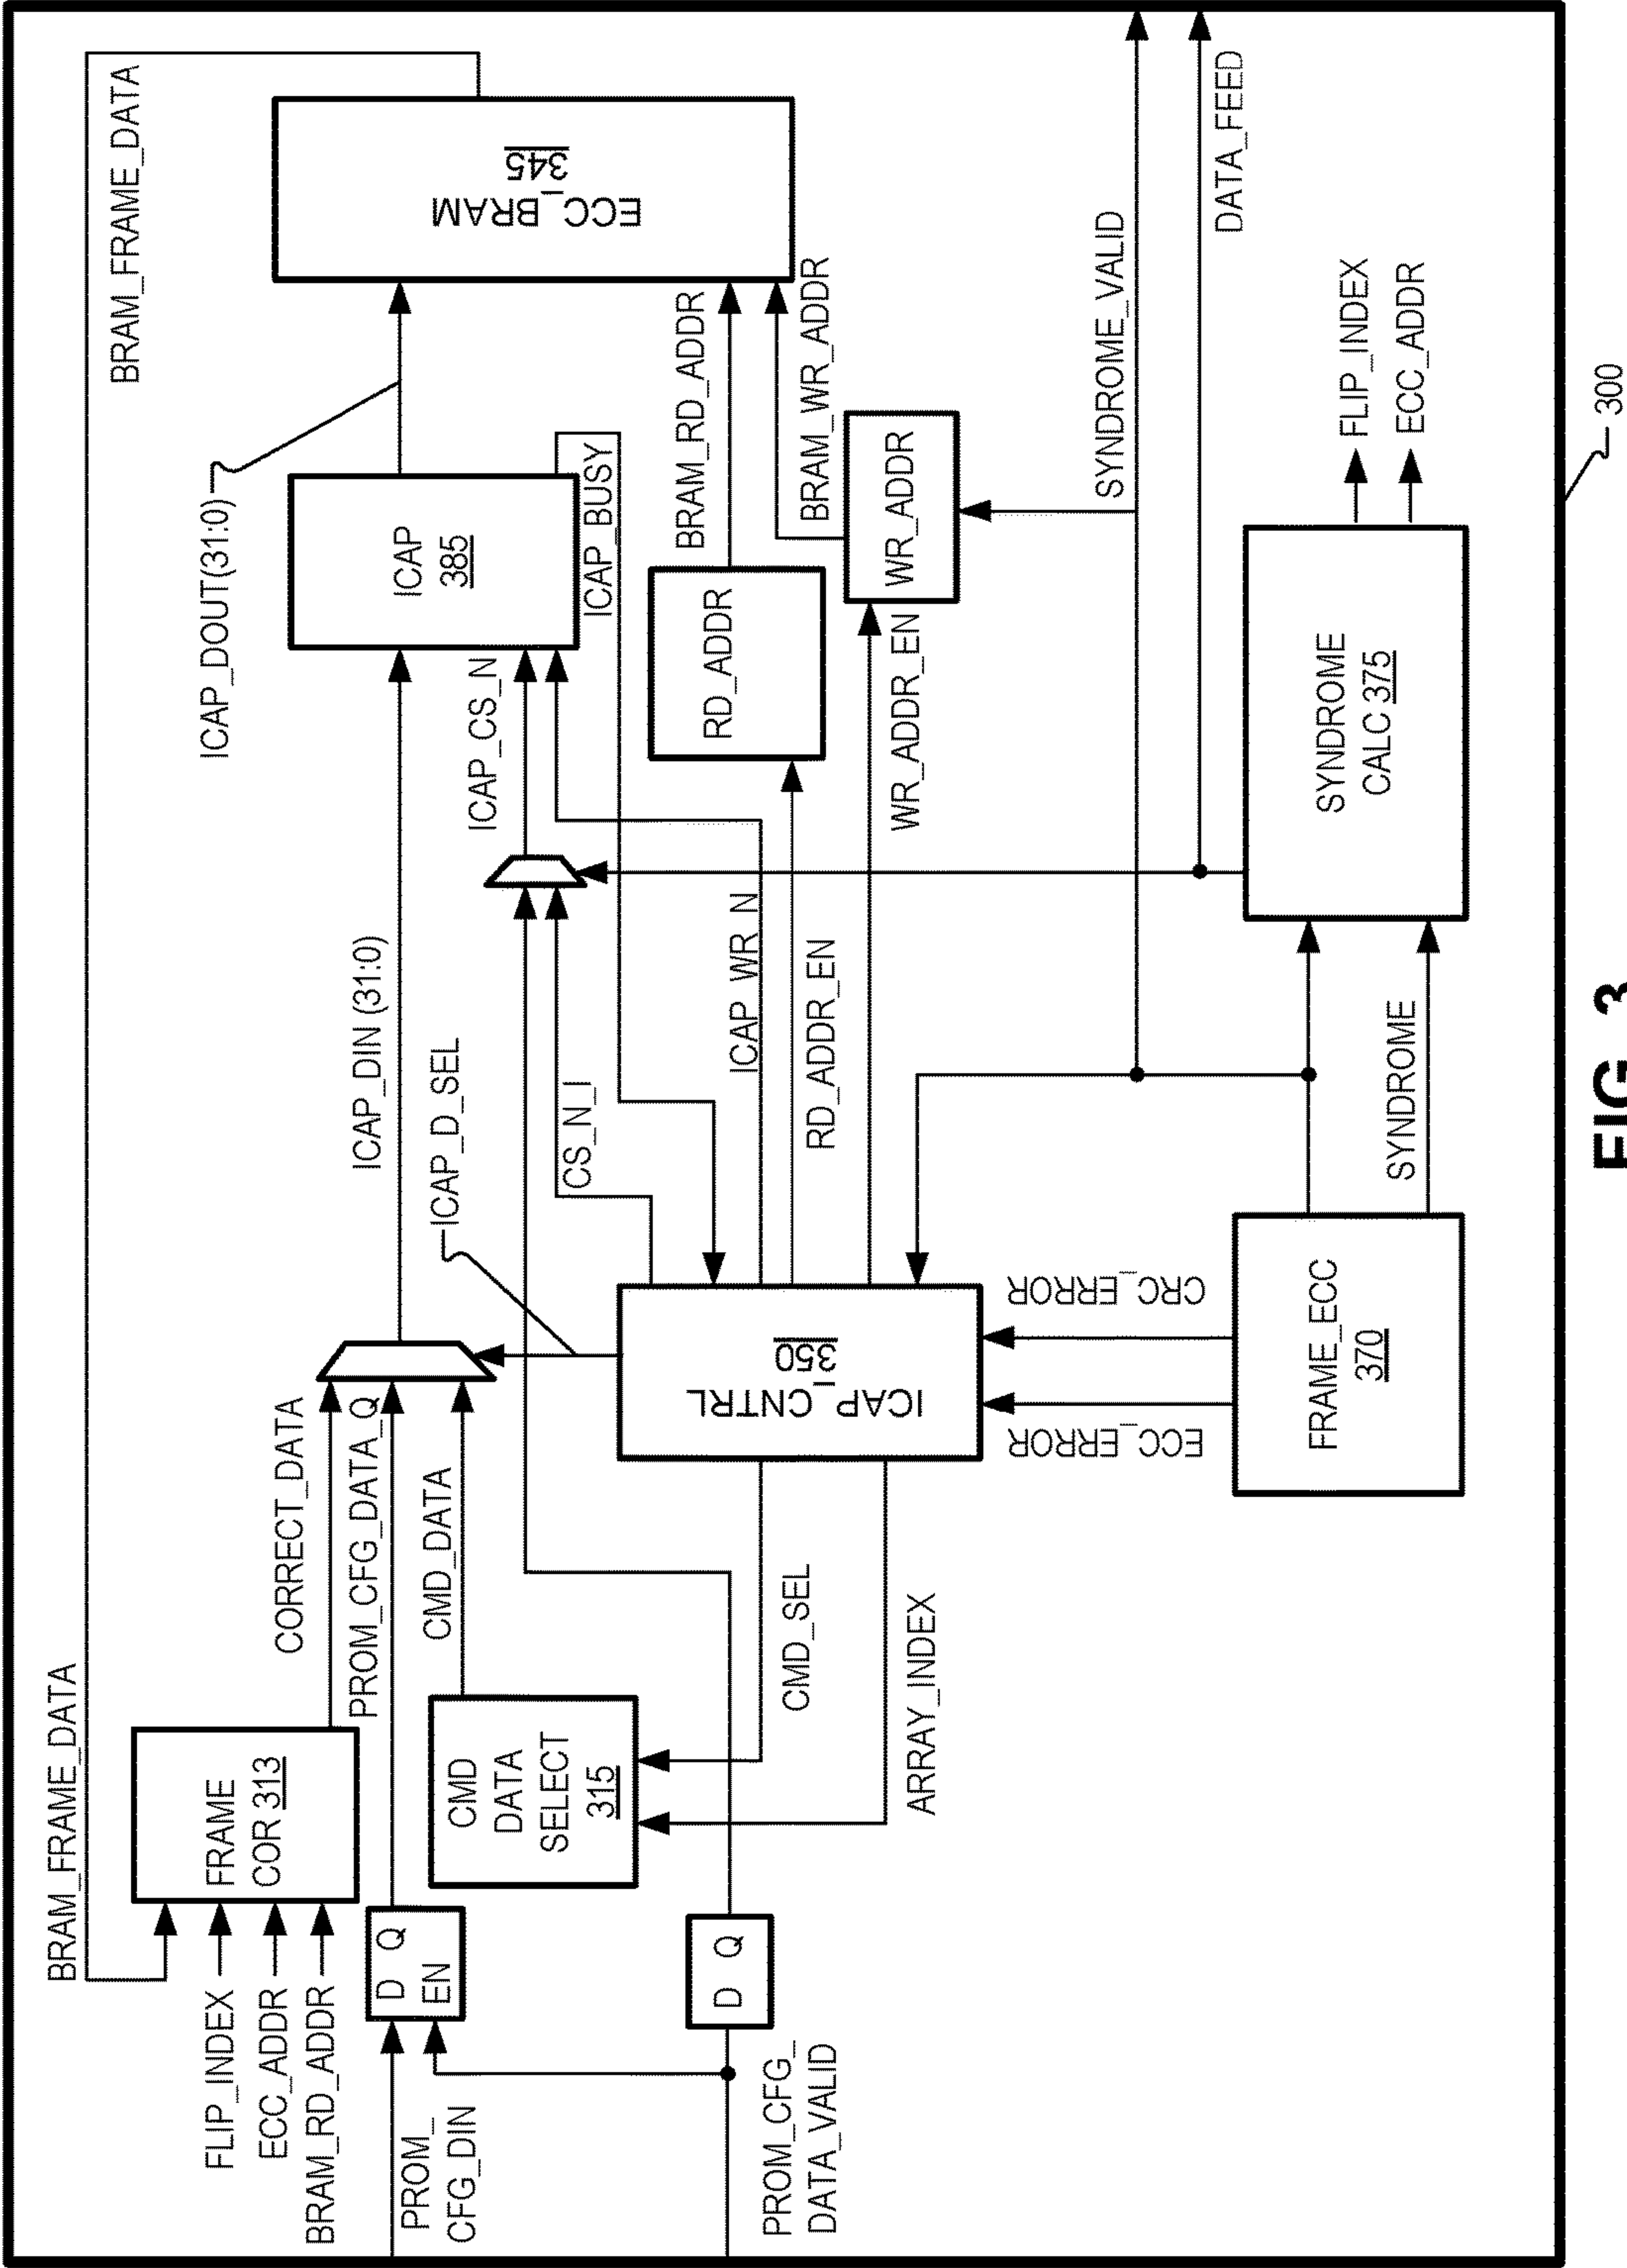 BRAM_FRAME_DATA
BRAM_FRAME_DATA
ICAP_DOUT(31:0)
FRAME
COR 313
FLIP_INDEX
ECC_ADDR
BRAM_RD_ADDR
CORRECT_DATA
PROM_CFG_DATA_Q
CMD_DATA
ICAP_DIN (31:0)
ICAP_D_SEL
ICAP
385
ICAP_CS_N
ICAP_BUSY
ECC_BRAM
345
D Q
EN
PROM_
CFG_DIN
CMD
DATA
SELECT
315
CS_N_I
ICAP_WR_N
RD_ADDR_EN
RD_ADDR
BRAM_RD_ADDR
BRAM_WR_ADDR
D Q
PROM_CFG_
DATA_VALID
CMD_SEL
ARRAY_INDEX
ICAP_CNTRL
350
WR_ADDR_EN
WR_ADDR
SYNDROME_VALID
DATA_FEED
ECC_ERROR
CRC_ERROR
FRAME_ECC
370
SYNDROME
SYNDROME
CALC 375
FLIP_INDEX
ECC_ADDR
300
FIG. 3